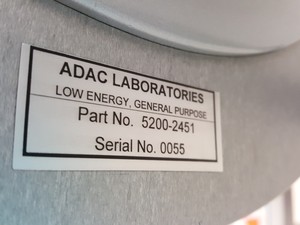 ADAC LABORATORIES
LOW ENERGY, GENERAL PURPOSE
Part No. 5200-2451
Serial No. 0055